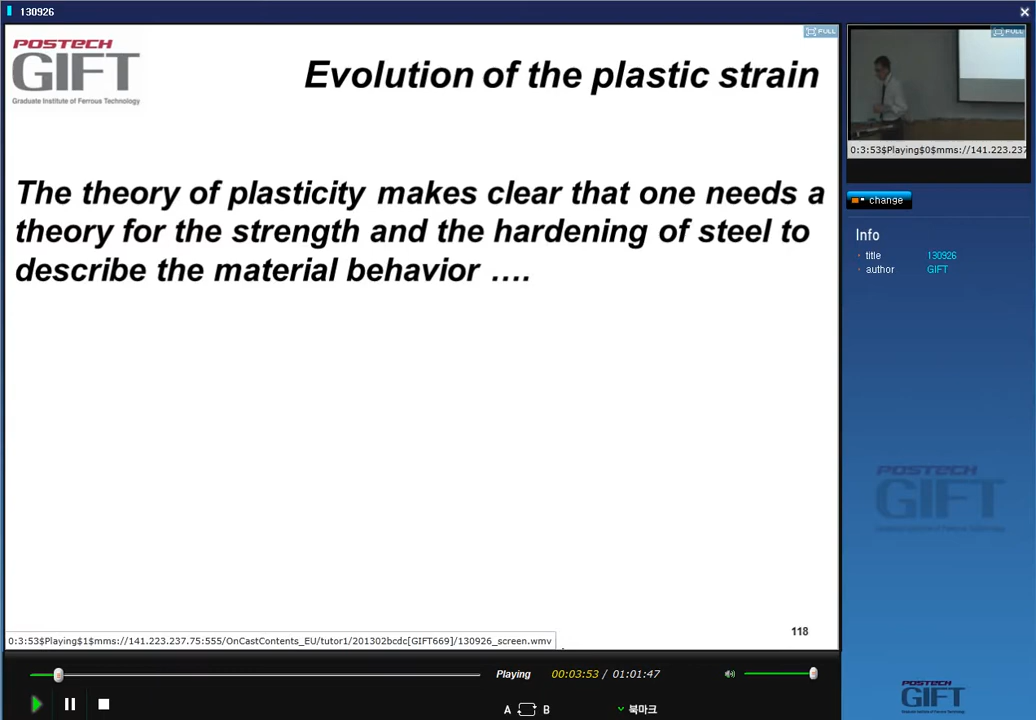 130926
POSTECH
GIFT
Graduate Institute of Ferrous Technology
FULL
Evolution of the plastic strain
The theory of plasticity makes clear that one needs a
theory for the strength and the hardening of steel to
describe the material behavior ….
118
0:3:53$Playing$1$mms://141.223.237.75:555/OnCastContents_EU/tutor1/201302bcdc[GIFT669]/130926_screen.wmv
Playing 00:03:53 / 01:01:47
A B
북마크
FULL
0:3:53$Playing$0$mms://141.223.237
change
Info
title 130926
author GIFT
POSTECH
GIFT
POSTECH
GIFT